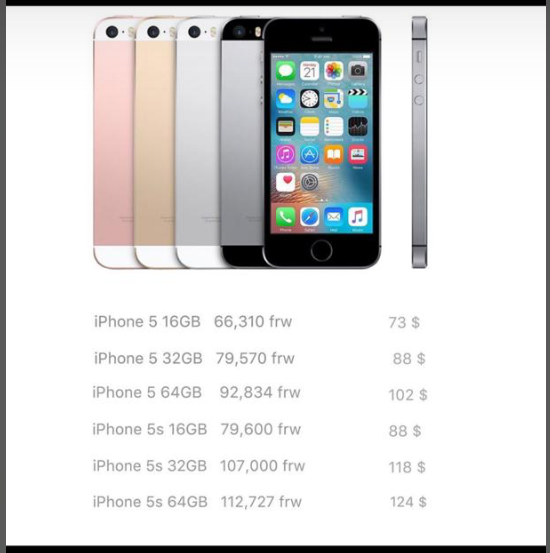 iPhone 5 16GB 66,310 frw 73 $
iPhone 5 32GB 79,570 frw 88 $
iPhone 5 64GB 92,834 frw 102 $
iPhone 5s 16GB 79,600 frw 88 $
iPhone 5s 32GB 107,000 frw 118 $
iPhone 5s 64GB 112,727 frw 124 $